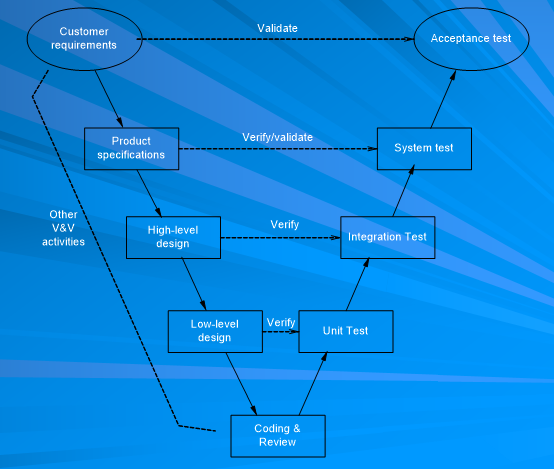 Customer
requirements
Validate
Acceptance test
Product
specifications
Verify/validate
System test
Other
V&V
activities
High-level
design
Verify
Integration Test
Low-level
design
Verify
Unit Test
Coding &
Review